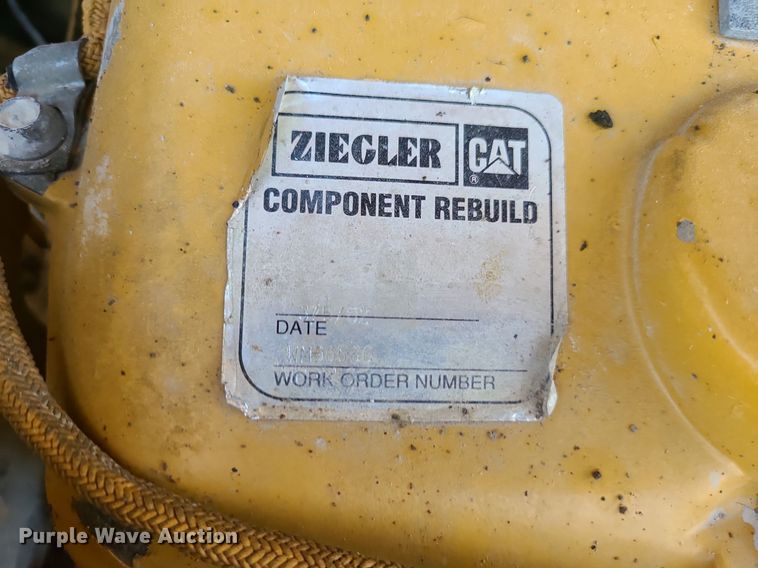 ZIEGLER CAT
®
COMPONENT REBUILD
DATE
WORK ORDER NUMBER
Purple Wave Auction